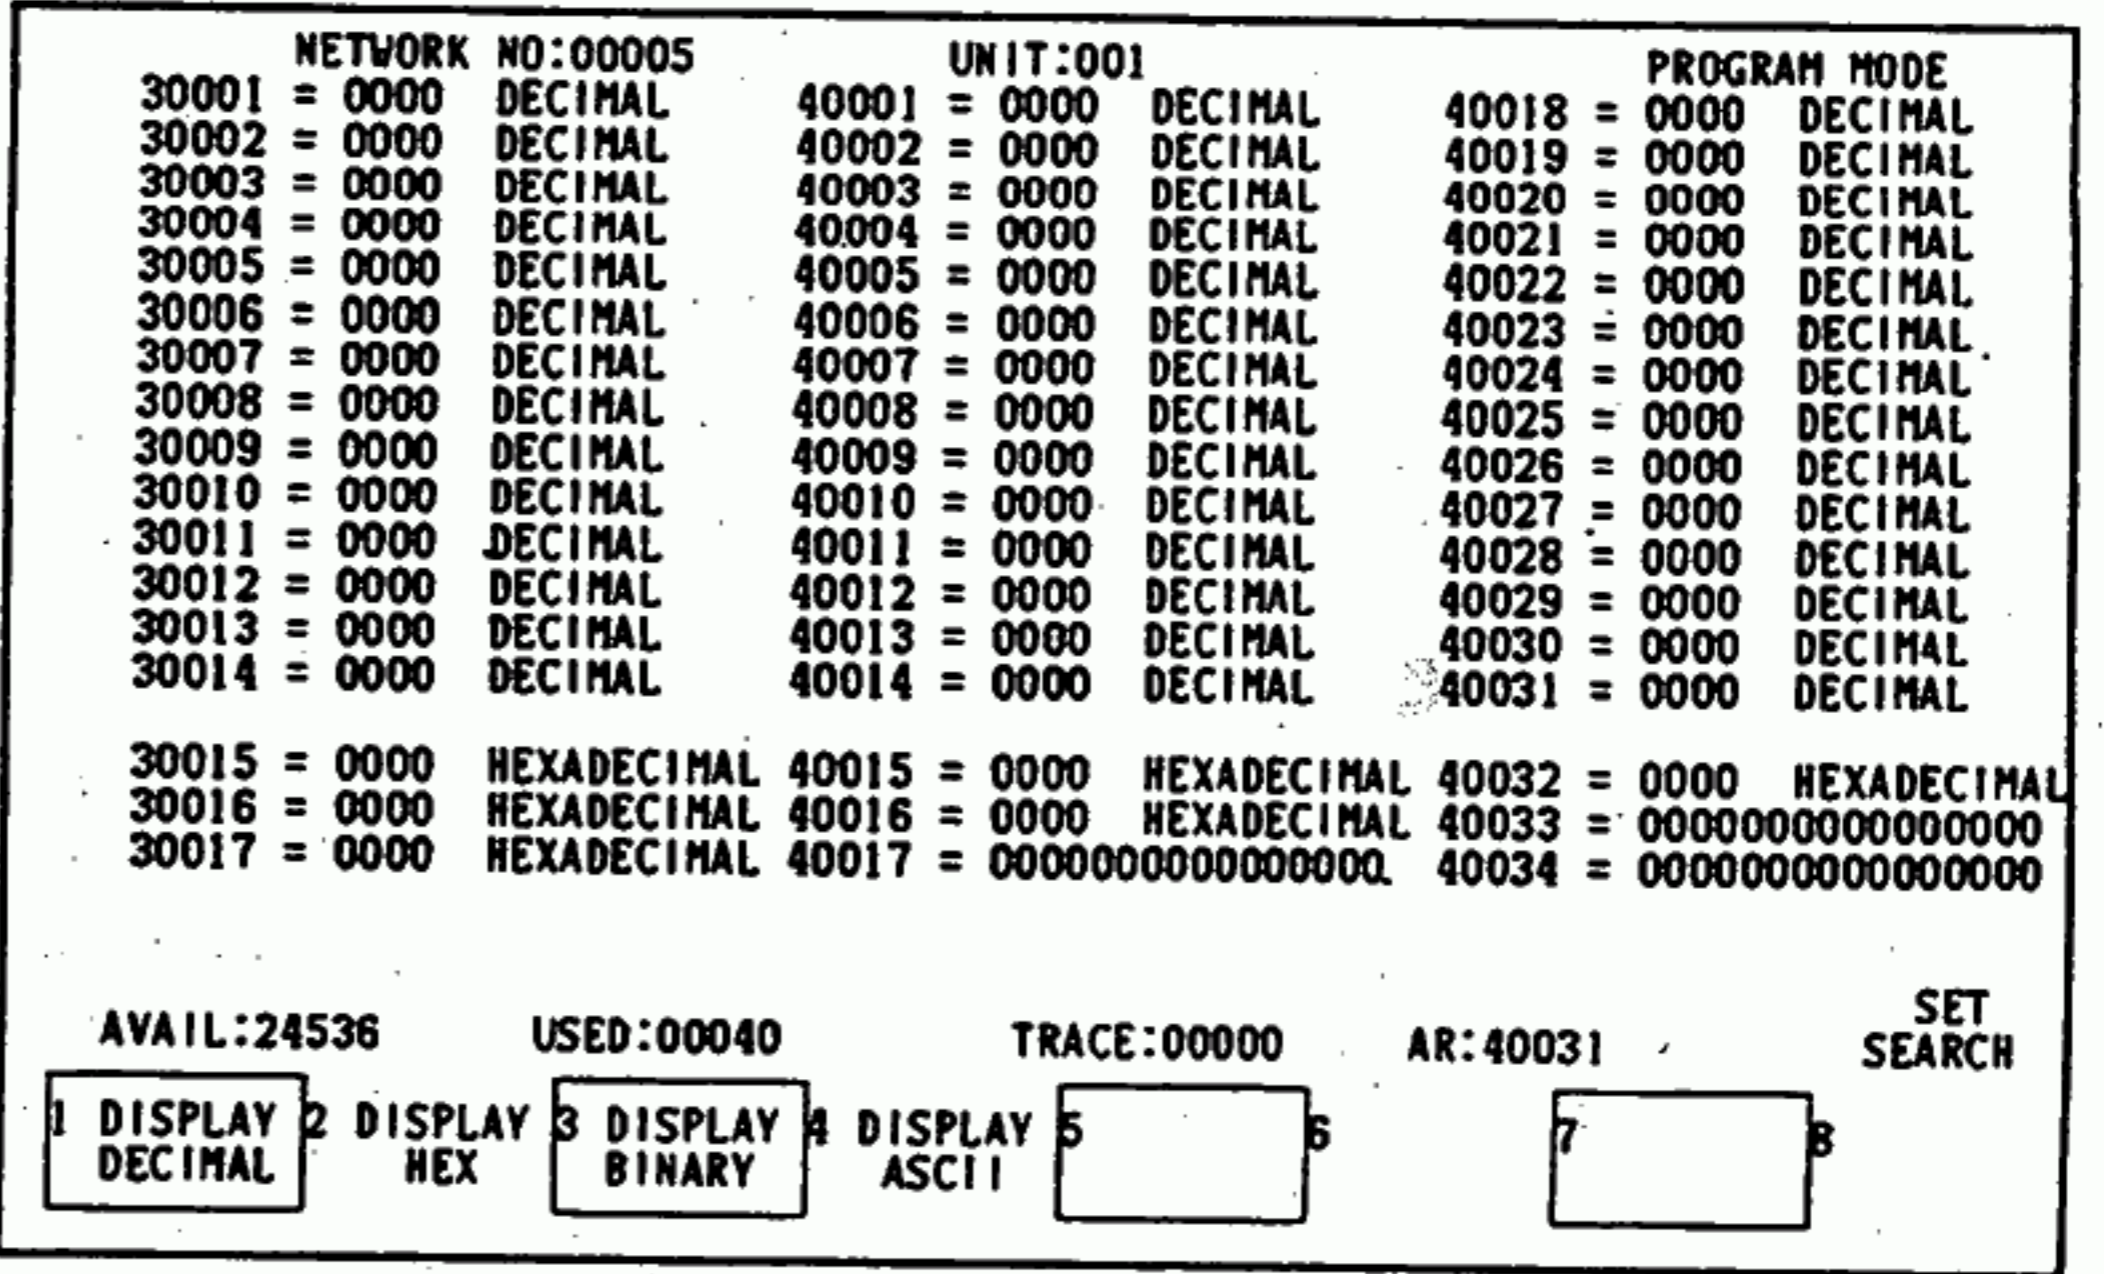 NETWORK NO:00005 UNIT:001 PROGRAM MODE
30001 = 0000 DECIMAL 40001 = 0000 DECIMAL 40018 = 0000 DECIMAL
30002 = 0000 DECIMAL 40002 = 0000 DECIMAL 40019 = 0000 DECIMAL
30003 = 0000 DECIMAL 40003 = 0000 DECIMAL 40020 = 0000 DECIMAL
30004 = 0000 DECIMAL 40004 = 0000 DECIMAL 40021 = 0000 DECIMAL
30005 = 0000 DECIMAL 40005 = 0000 DECIMAL 40022 = 0000 DECIMAL
30006 = 0000 DECIMAL 40006 = 0000 DECIMAL 40023 = 0000 DECIMAL
30007 = 0000 DECIMAL 40007 = 0000 DECIMAL 40024 = 0000 DECIMAL
30008 = 0000 DECIMAL 40008 = 0000 DECIMAL 40025 = 0000 DECIMAL
30009 = 0000 DECIMAL 40009 = 0000 DECIMAL 40026 = 0000 DECIMAL
30010 = 0000 DECIMAL 40010 = 0000 DECIMAL 40027 = 0000 DECIMAL
30011 = 0000 DECIMAL 40011 = 0000 DECIMAL 40028 = 0000 DECIMAL
30012 = 0000 DECIMAL 40012 = 0000 DECIMAL 40029 = 0000 DECIMAL
30013 = 0000 DECIMAL 40013 = 0000 DECIMAL 40030 = 0000 DECIMAL
30014 = 0000 DECIMAL 40014 = 0000 DECIMAL 40031 = 0000 DECIMAL
30015 = 0000 HEXADECIMAL 40015 = 0000 HEXADECIMAL 40032 = 0000 HEXADECIMAL
30016 = 0000 HEXADECIMAL 40016 = 0000 HEXADECIMAL 40033 = 0000000000000000
30017 = 0000 HEXADECIMAL 40017 = 0000000000000000 40034 = 0000000000000000
SET
AVAIL:24536 USED:00040 TRACE:00000 AR:40031 SEARCH
1 DISPLAY 2 DISPLAY 3 DISPLAY 4 DISPLAY 5 6 7 8
DECIMAL HEX BINARY ASCII